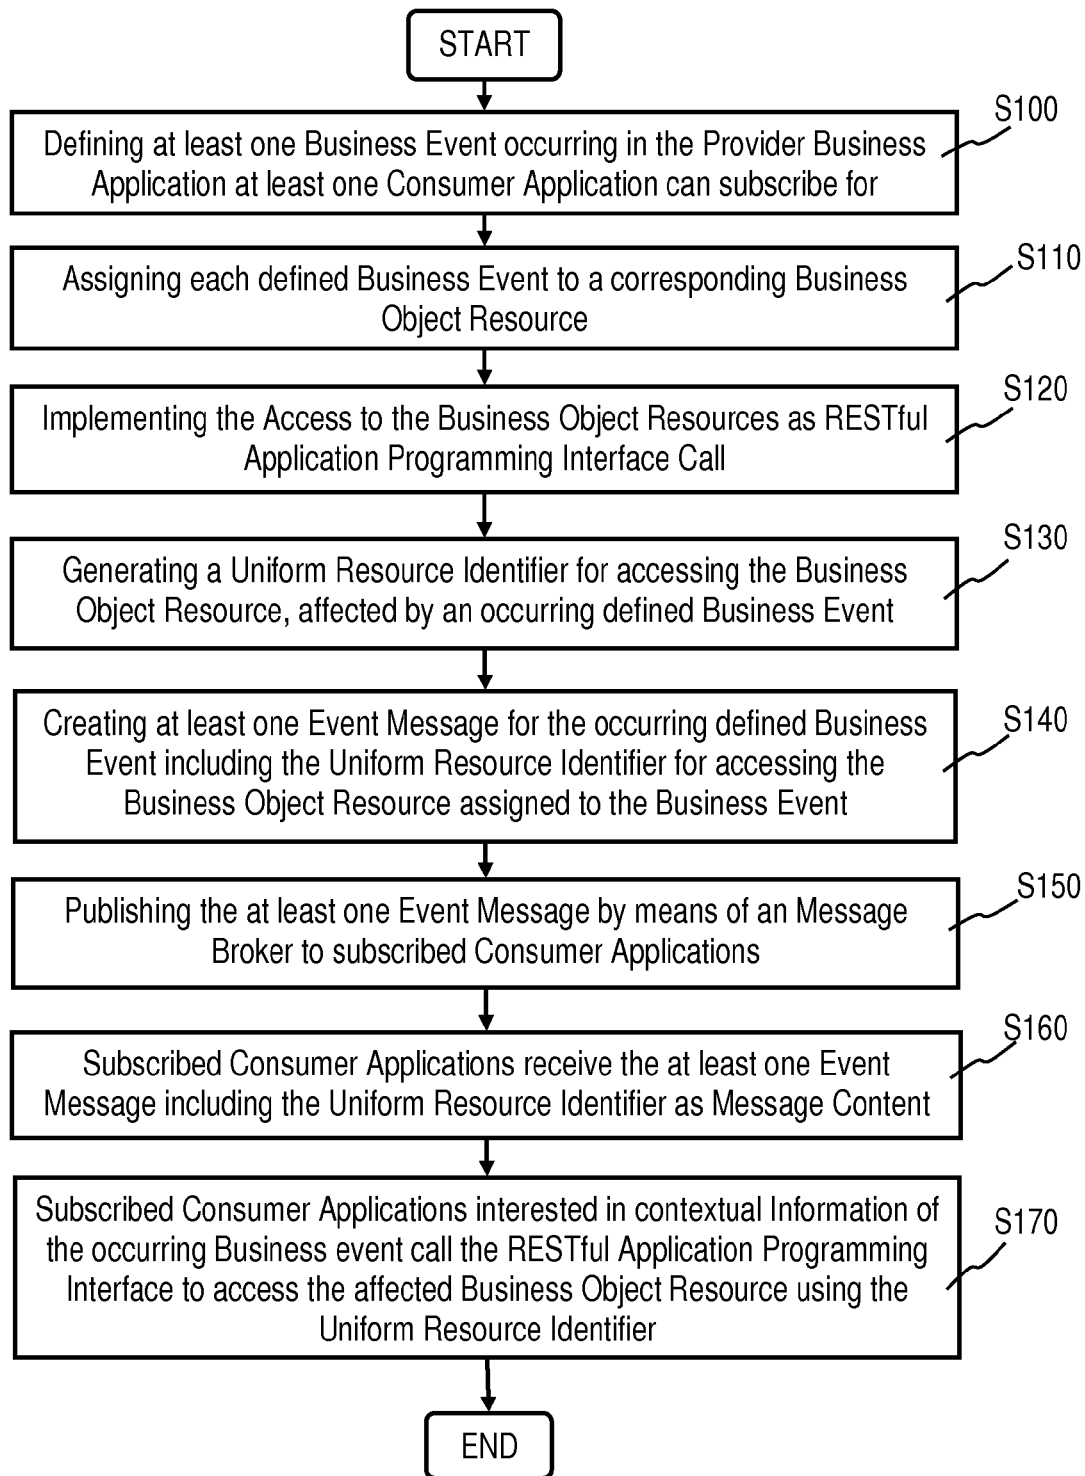 START
S100
Defining at least one Business Event occurring in the Provider Business
Application at least one Consumer Application can subscribe for
S110
Assigning each defined Business Event to a corresponding Business
Object Resource
S120
Implementing the Access to the Business Object Resources as RESTful
Application Programming Interface Call
S130
Generating a Uniform Resource Identifier for accessing the Business
Object Resource, affected by an occurring defined Business Event
S140
Creating at least one Event Message for the occurring defined Business
Event including the Uniform Resource Identifier for accessing the
Business Object Resource assigned to the Business Event
S150
Publishing the at least one Event Message by means of an Message
Broker to subscribed Consumer Applications
S160
Subscribed Consumer Applications receive the at least one Event
Message including the Uniform Resource Identifier as Message Content
S170
Subscribed Consumer Applications interested in contextual Information of
the occurring Business event call the RESTful Application Programming
Interface to access the affected Business Object Resource using the
Uniform Resource Identifier
END